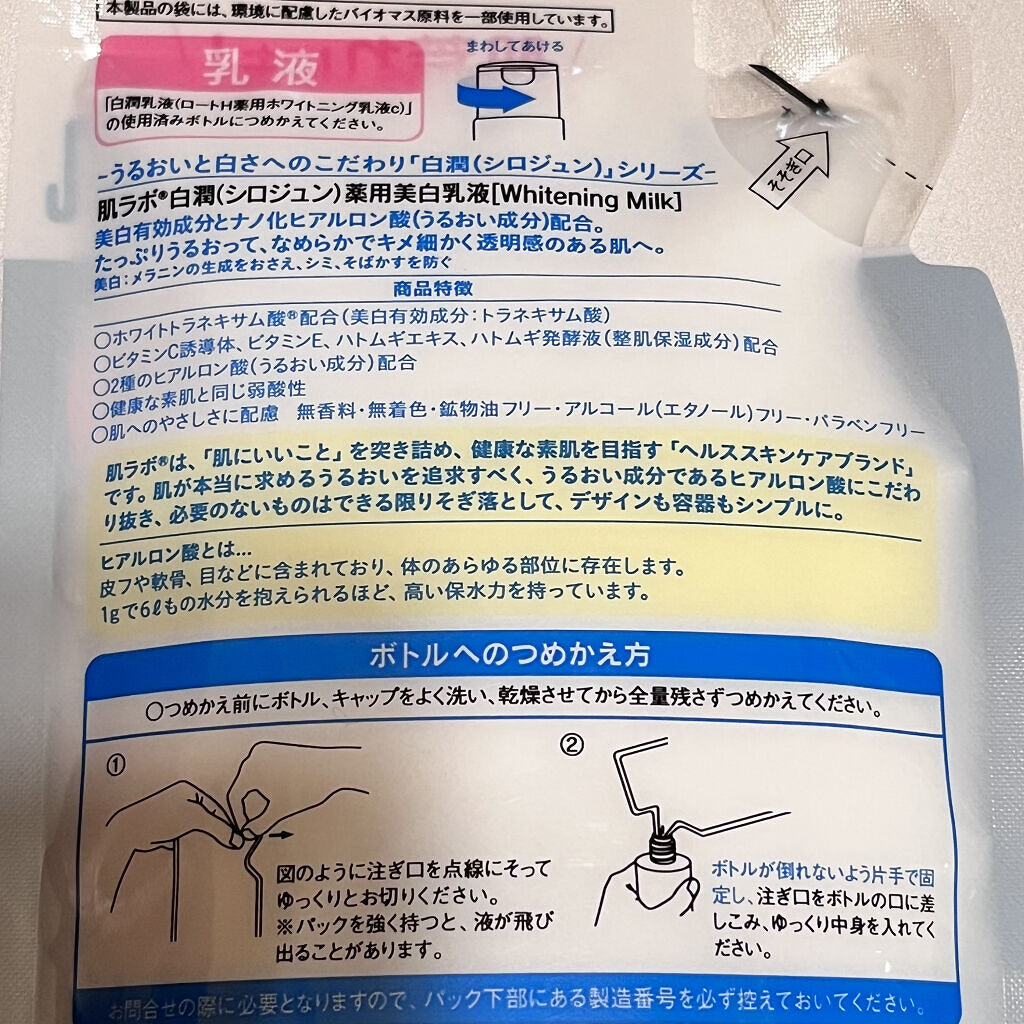 本製品の袋には、環境に配慮したバイオマス原料を一部使用しています。
乳液
「白潤乳液(ロートH薬用ホワイトニング乳液c)」
の使用済みボトルにつめかえてください。
まわしてあける
そそぎ口
-うるおいと白さへのこだわり「白潤(シロジュン)」シリーズ-
肌ラボ®白潤(シロジュン)薬用美白乳液[Whitening Milk]
美白有効成分とナノ化ヒアルロン酸(うるおい成分)配合。
たっぷりうるおって、なめらかでキメ細かく透明感のある肌へ。
美白:メラニンの生成をおさえ、シミ、そばかすを防ぐ
商品特徴
○ホワイトトラネキサム酸®配合(美白有効成分:トラネキサム酸)
○ビタミンC誘導体、ビタミンE、ハトムギエキス、ハトムギ発酵液(整肌保湿成分)配合
○2種のヒアルロン酸(うるおい成分)配合
○健康な素肌と同じ弱酸性
○肌へのやさしさに配慮 無香料・無着色・鉱物油フリー・アルコール(エタノール)フリー・パラベンフリー
肌ラボ®は、「肌にいいこと」を突き詰め、健康な素肌を目指す「ヘルススキンケアブランド」
です。肌が本当に求めるうるおいを追求すべく、うるおい成分であるヒアルロン酸にこだわ
り抜き、必要のないものはできる限りそぎ落として、デザインも容器もシンプルに。
ヒアルロン酸とは…
皮フや軟骨、目などに含まれており、体のあらゆる部位に存在します。
1gで6ℓもの水分を抱えられるほど、高い保水力を持っています。
ボトルへのつめかえ方
○つめかえ前にボトル、キャップをよく洗い、乾燥させてから全量残さずつめかえてください。
①
図のように注ぎ口を点線にそって
ゆっくりとお切りください。
※パックを強く持つと、液が飛び
出ることがあります。
②
ボトルが倒れないよう片手で固
定し、注ぎ口をボトルの口に差
しこみ、ゆっくり中身を入れてく
ださい。
お問合せの際に必要となりますので、パック下部にある製造番号を必ず控えておいてください。